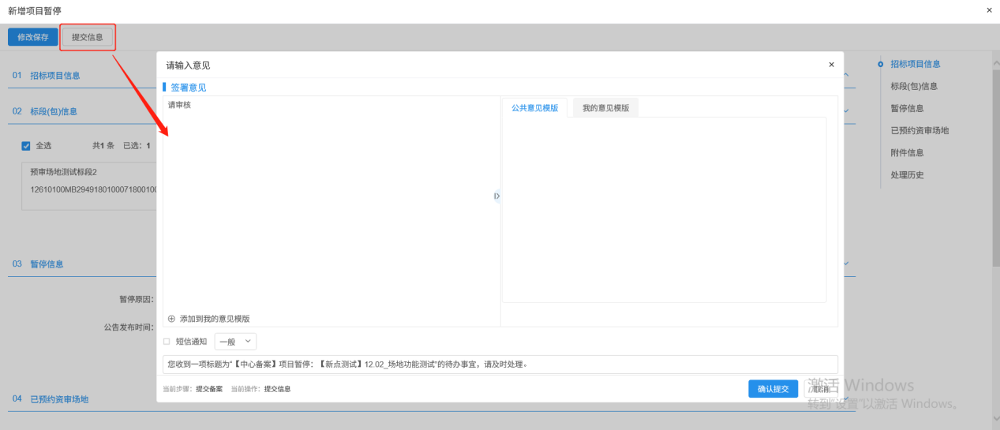 新增项目暂停
×
修改保存
提交信息
01 招标项目信息
02 标段(包)信息
全选 共1 条 已选：1
预审场地测试标段2
12610100MB2949180100071800100
03 暂停信息
暂停原因：
公告发布时间：
04 已预约资审场地
请输入意见
×
签署意见
请审核
添加到我的意见模版
公共意见模版
我的意见模版
短信通知 一般
您收到一项标题为“【中心备案】项目暂停：【新点测试】12.02_场地功能测试”的待办事宜，请及时处理。
当前步骤：提交备案 当前操作：提交信息
确认提交
取消
招标项目信息
标段(包)信息
暂停信息
已预约资审场地
附件信息
处理历史
激活 Windows
转到“设置”以激活 Windows。